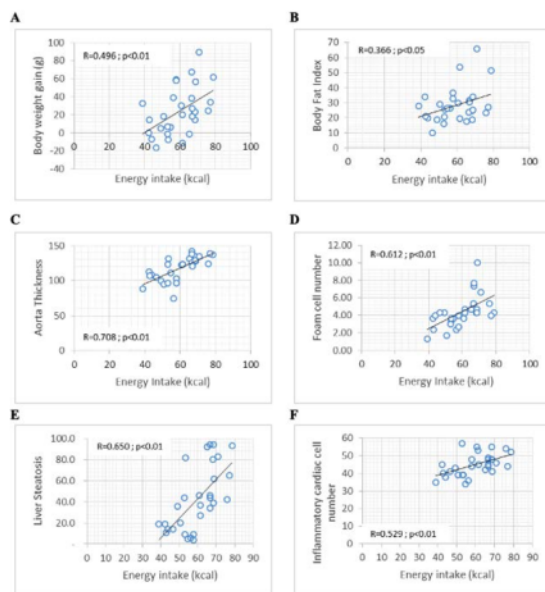 A
R=0.496 ; p<0.01
Body weight gain (g)
100
80
60
40
20
0
-20
-40
0 20 40 60 80 100
Energy intake (kcal)
B
R=0.366 ; p<0.05
Body Fat Index
70
60
50
40
30
20
10
0
0 20 40 60 80 100
Energy intake (kcal)
C
Aorta Thickness
150
100
50
0
R=0.708 ; p<0.01
0 20 40 60 80 100
Energy Intake (kcal)
D
R=0.612 ; p<0.01
Foam cell number
12.00
10.00
8.00
6.00
4.00
2.00
0.00
0 20 40 60 80 100
Energy Intake (kcal)
E
R=0.650 ; p<0.01
Liver Steatosis
100.0
80.0
60.0
40.0
20.0
-
0 10 20 30 40 50 60 70 80 90
Energy intake (kcal)
F
Inflammatory cardiac cell
number
60
50
40
30
20
10
0
R=0.529 ; p<0.01
0 10 20 30 40 50 60 70 80 90
Energy intake (kcal)